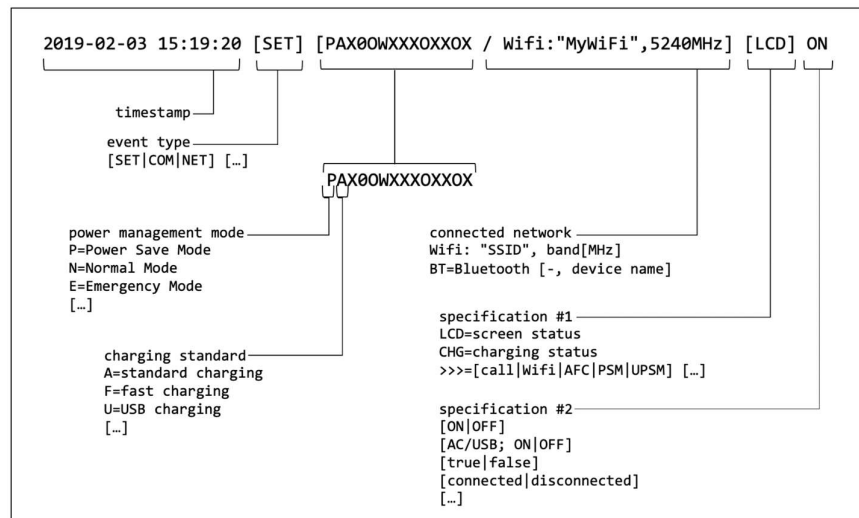 2019-02-03 15:19:20 [SET] [PAX0OWXXXOXXOX / Wifi:"MyWiFi",5240MHz] [LCD] ON
timestamp
event type
[SET|COM|NET] […]
PAX0OWXXXOXXOX
power management mode
P=Power Save Mode
N=Normal Mode
E=Emergency Mode
[…]
connected network
Wifi: "SSID", band[MHz]
BT=Bluetooth [-, device name]
charging standard
A=standard charging
F=fast charging
U=USB charging
[…]
specification #1
LCD=screen status
CHG=charging status
>>>=[call|Wifi|AFC|PSM|UPSM] […]
specification #2
[ON|OFF]
[AC/USB; ON|OFF]
[true|false]
[connected|disconnected]
[…]